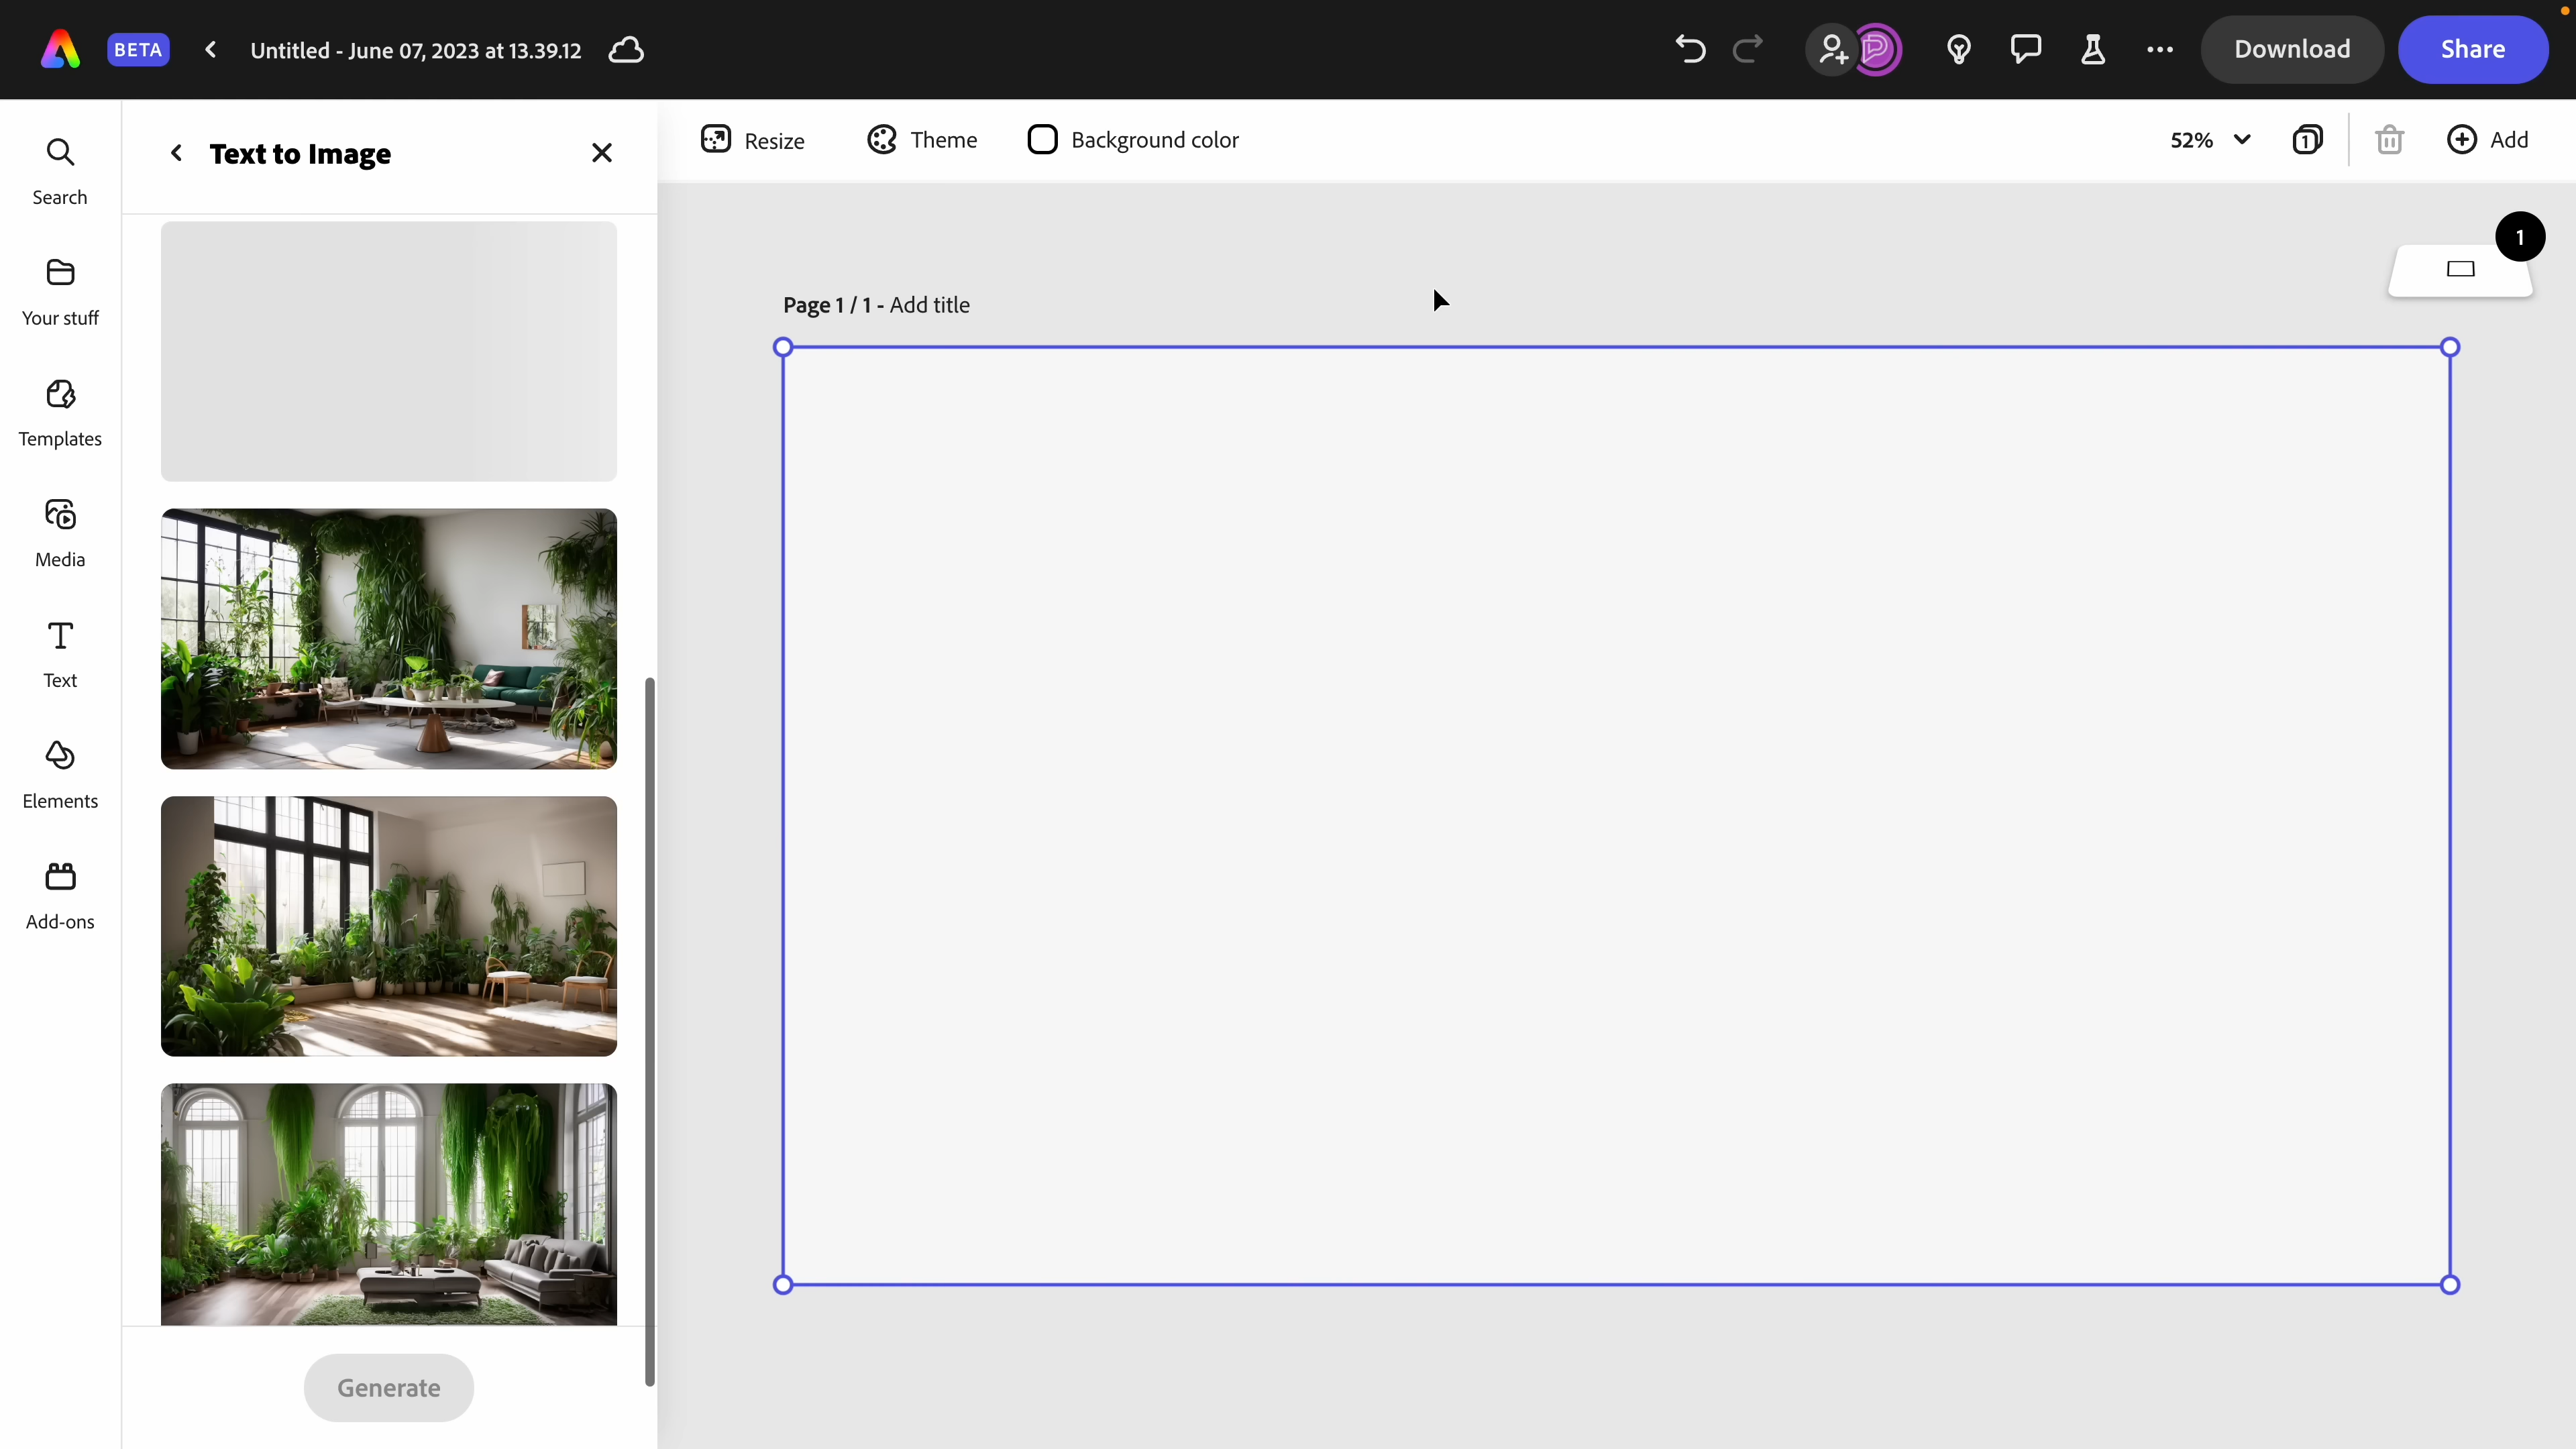 BETA
Untitled - June 07, 2023 at 13.39.12
Download
Share
Search
Your stuff
Templates
Media
Text
Elements
Add-ons
Text to Image
Generate
Resize
Theme
Background color
52%
1
Add
1
Page 1 / 1 - Add title